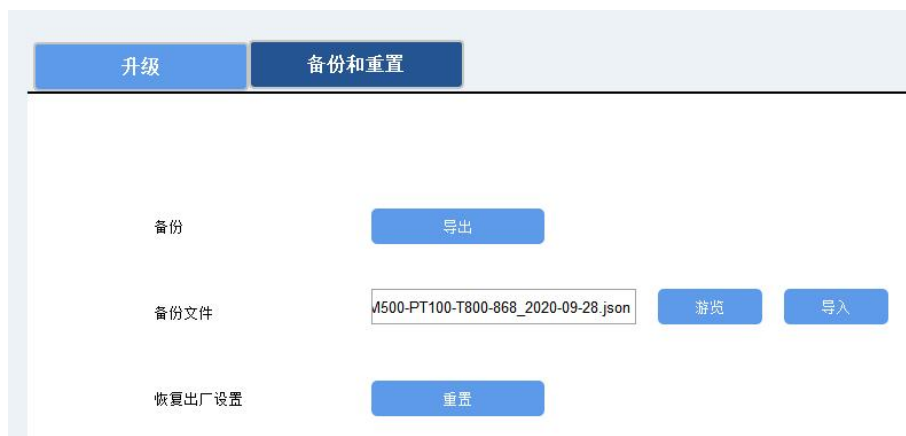 升级
备份和重置
备份
导出
备份文件
M500-PT100-T800-868_2020-09-28.json
游览
导入
恢复出厂设置
重置